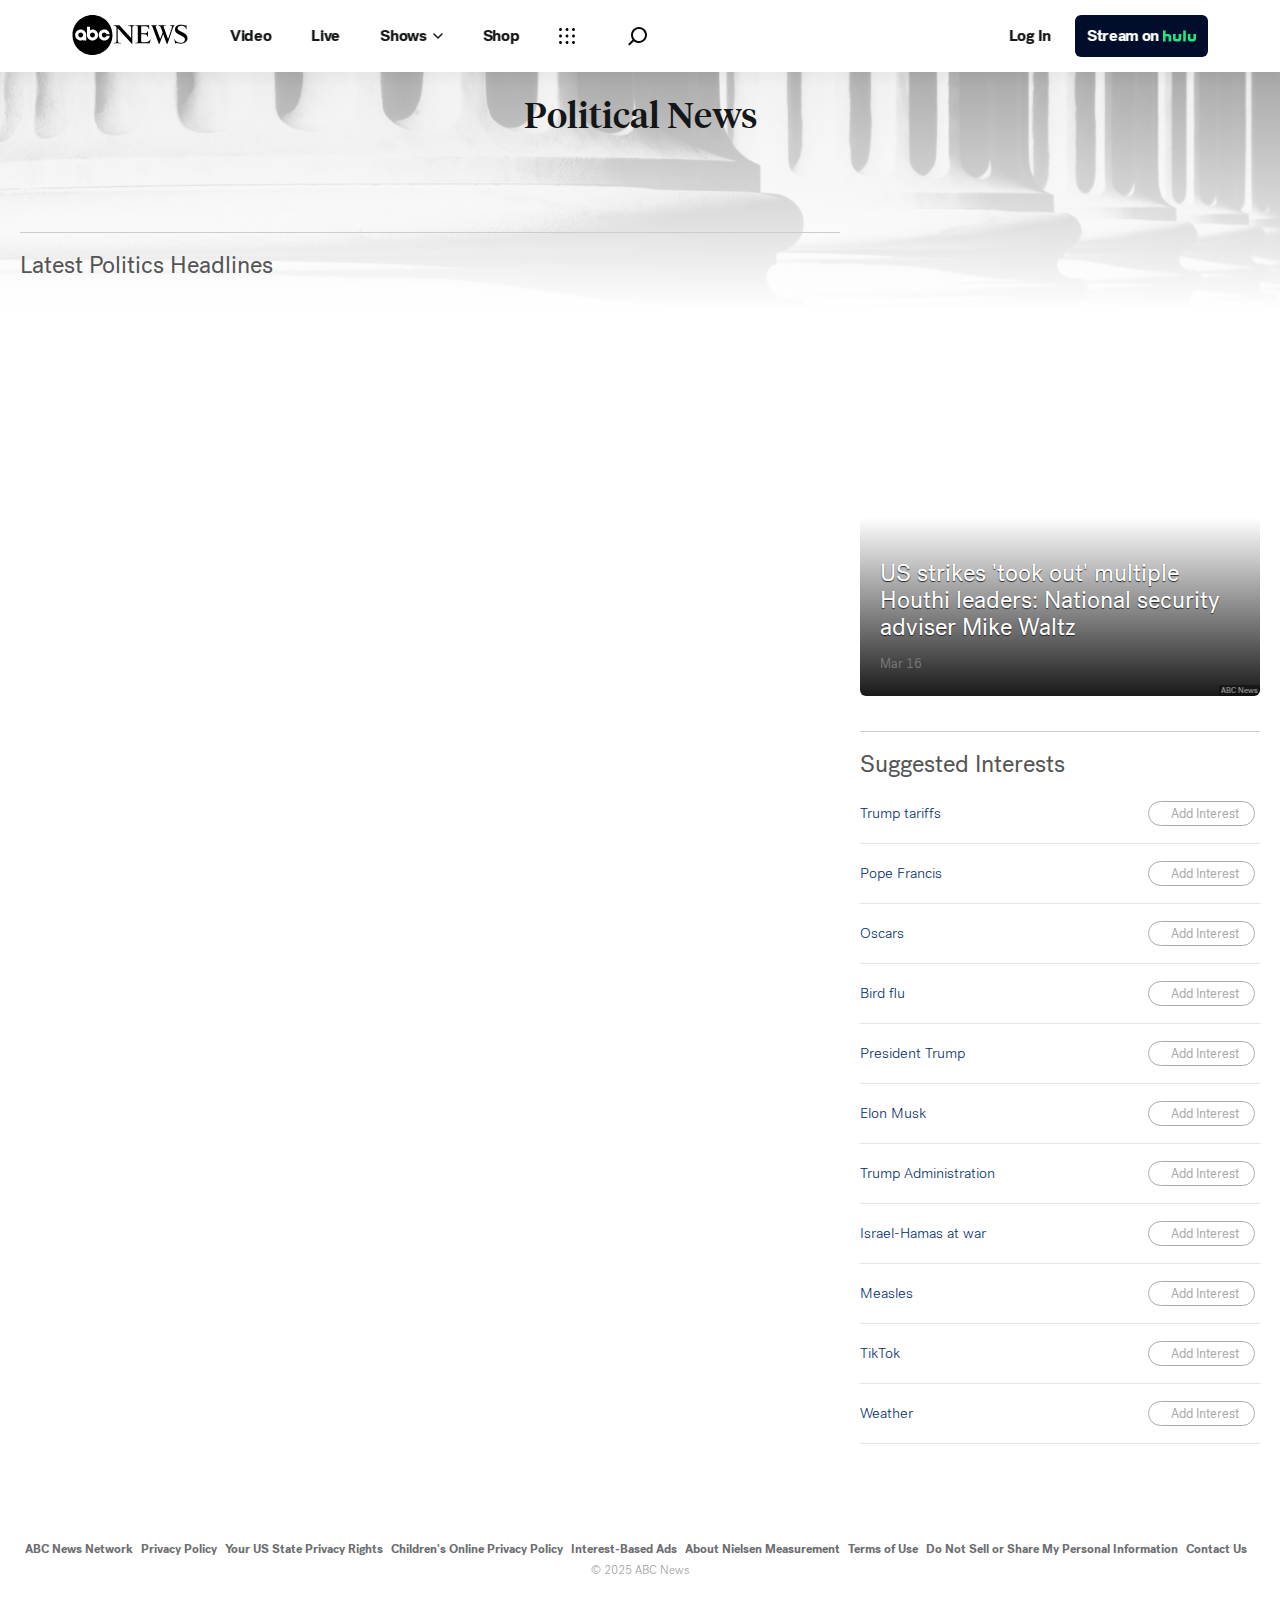 abc NEWS
Video
Live
Shows
Shop
Log In
Stream on hulu
Political News
Latest Politics Headlines
US strikes 'took out' multiple
Houthi leaders: National security
adviser Mike Waltz
Mar 16
ABC News
Suggested Interests
Trump tariffs
Add Interest
Pope Francis
Add Interest
Oscars
Add Interest
Bird flu
Add Interest
President Trump
Add Interest
Elon Musk
Add Interest
Trump Administration
Add Interest
Israel-Hamas at war
Add Interest
Measles
Add Interest
TikTok
Add Interest
Weather
Add Interest
ABC News Network Privacy Policy Your US State Privacy Rights Children's Online Privacy Policy Interest-Based Ads About Nielsen Measurement Terms of Use Do Not Sell or Share My Personal Information Contact Us
© 2025 ABC News